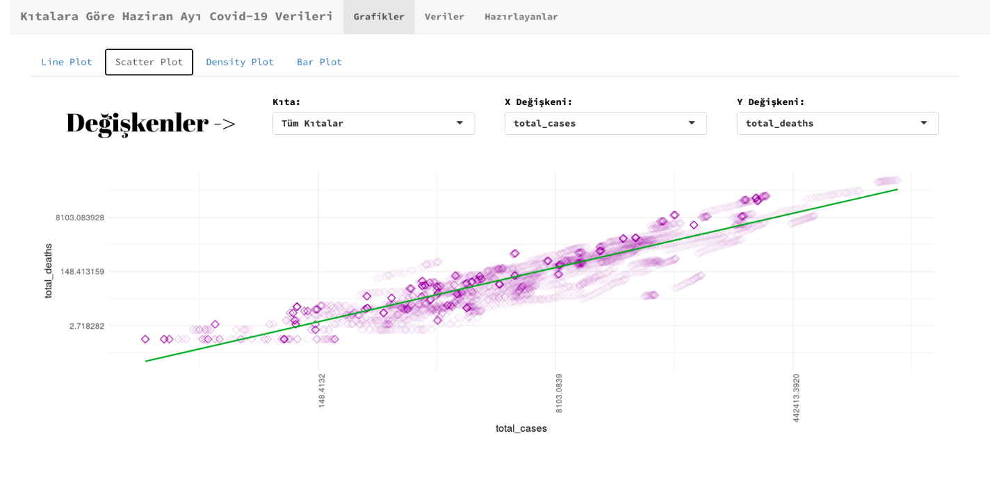 Kıtalara Göre Haziran Ayı Covid-19 Verileri
Grafikler
Veriler
Hazırlayanlar
Line Plot
Scatter Plot
Density Plot
Bar Plot
Değişkenler ->
Kıta:
Tüm Kıtalar
X Değişkeni:
total_cases
Y Değişkeni:
total_deaths
total_deaths
8103.083928
148.413159
2.718282
148.4132
8103.0839
442413.3920
total_cases